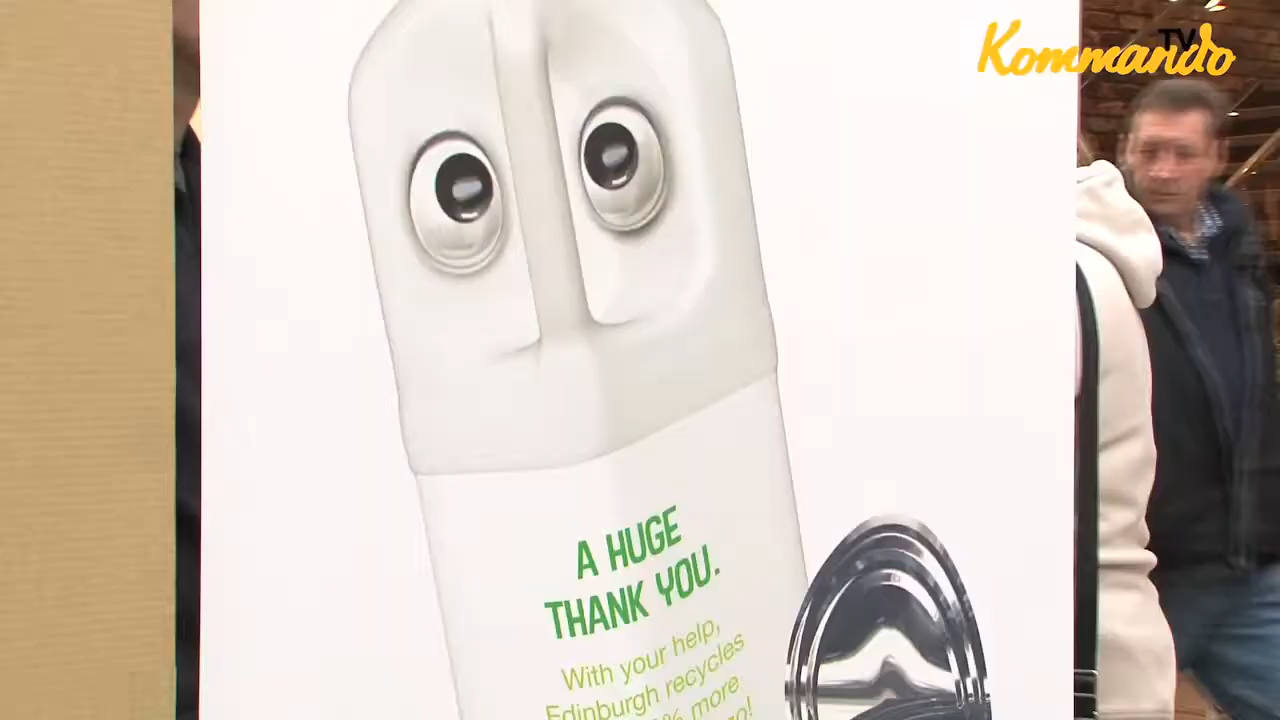 TV
Kommando
A HUGE
THANK YOU.
With your help,
Edinburgh recycles
% more